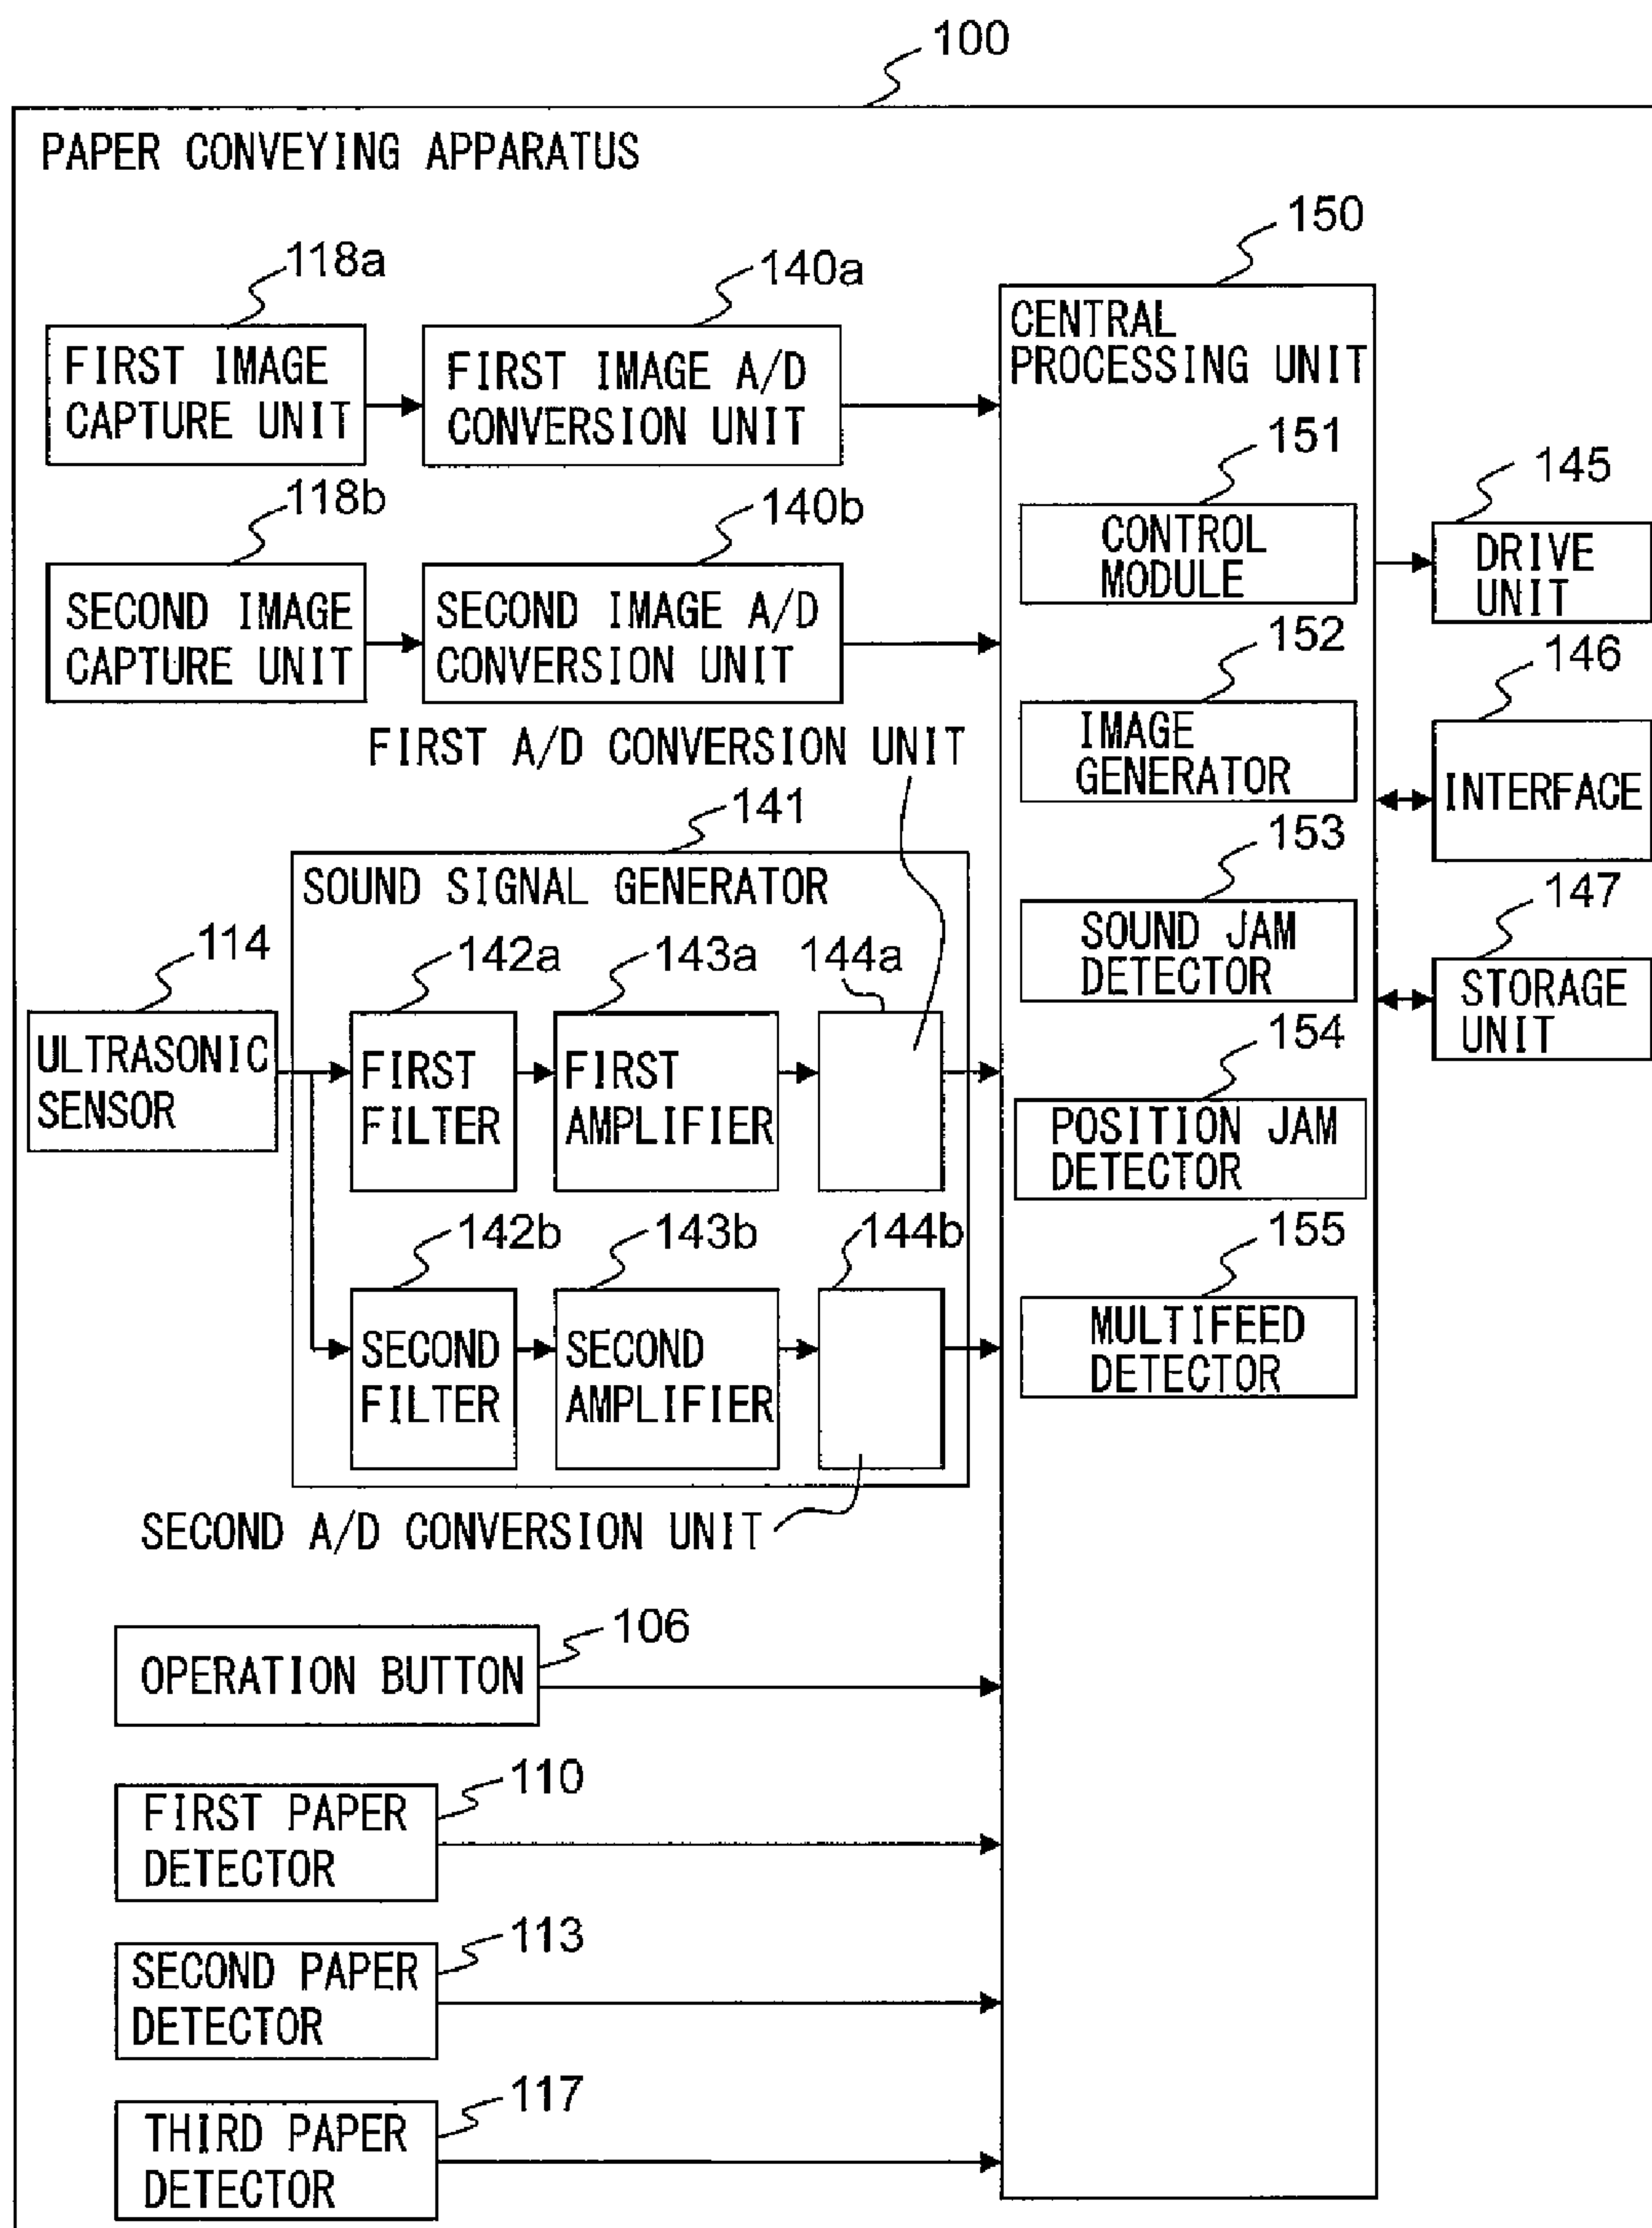 100
PAPER CONVEYING APPARATUS
150
118a
140a
CENTRAL
PROCESSING UNIT
FIRST IMAGE
CAPTURE UNIT
FIRST IMAGE A/D
CONVERSION UNIT
151
CONTROL
MODULE
145
DRIVE
UNIT
118b
140b
SECOND IMAGE
CAPTURE UNIT
SECOND IMAGE A/D
CONVERSION UNIT
152
IMAGE
GENERATOR
146
INTERFACE
FIRST A/D CONVERSION UNIT
141
SOUND SIGNAL GENERATOR
153
SOUND JAM
DETECTOR
147
STORAGE
UNIT
114
ULTRASONIC
SENSOR
142a
143a
144a
FIRST
FILTER
FIRST
AMPLIFIER
154
POSITION JAM
DETECTOR
142b
143b
144b
SECOND
FILTER
SECOND
AMPLIFIER
155
MULTIFEED
DETECTOR
SECOND A/D CONVERSION UNIT
106
OPERATION BUTTON
110
FIRST PAPER
DETECTOR
113
SECOND PAPER
DETECTOR
117
THIRD PAPER
DETECTOR